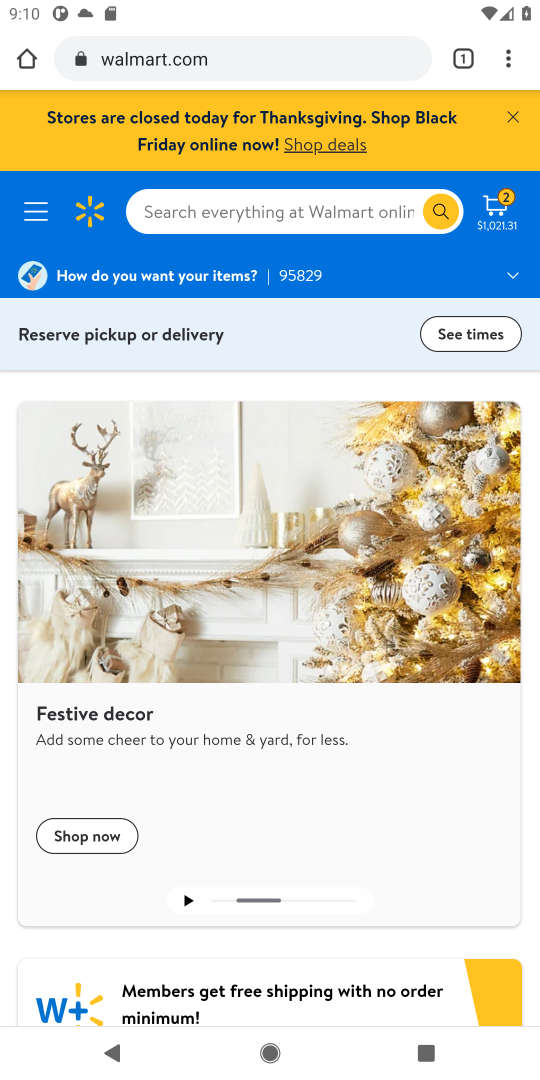 9:10
walmart.com
1
Stores are closed today for Thanksgiving. Shop Black
Friday online now! Shop deals
Search everything at Walmart onlin
2
$1,021.31
How do you want your items? | 95829
Reserve pickup or delivery
See times
Festive decor
Add some cheer to your home & yard, for less.
Shop now
W+
Members get free shipping with no order
minimum!